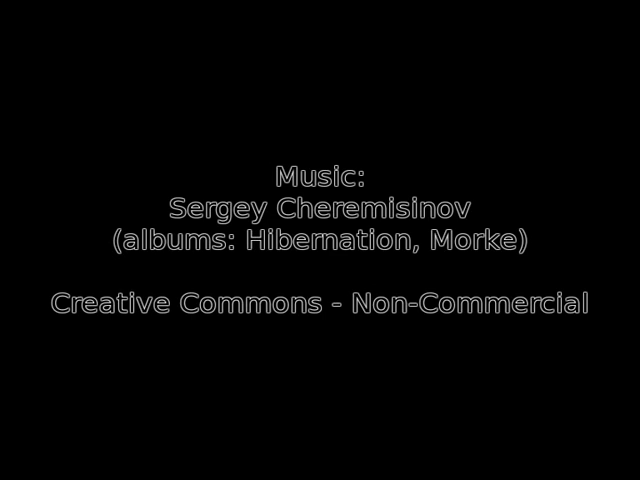 Music:
Sergey Cheremisinov
(albums: Hibernation, Morke)
Creative Commons - Non-Commercial